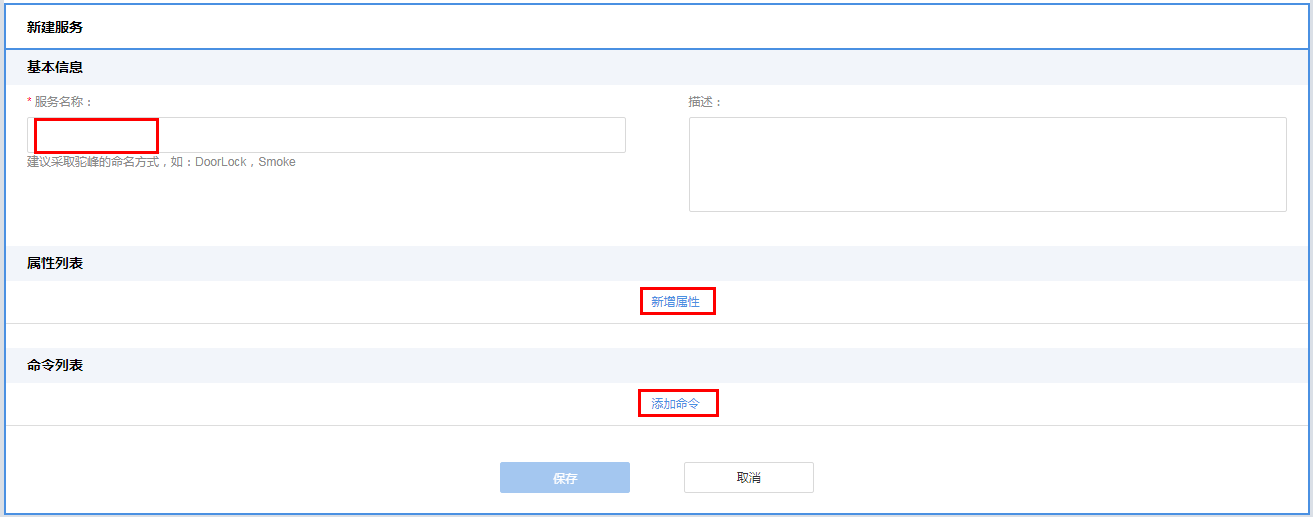 新建服务
基本信息
* 服务名称：
描述：
建议采取驼峰的命名方式，如：DoorLock，Smoke
属性列表
新增属性
命令列表
添加命令
保存
取消